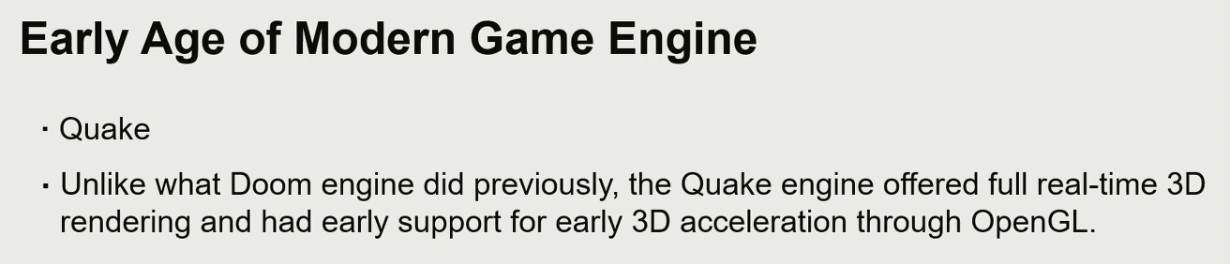 Early Age of Modern Game Engine
· Quake
· Unlike what Doom engine did previously, the Quake engine offered full real-time 3D
rendering and had early support for early 3D acceleration through OpenGL.